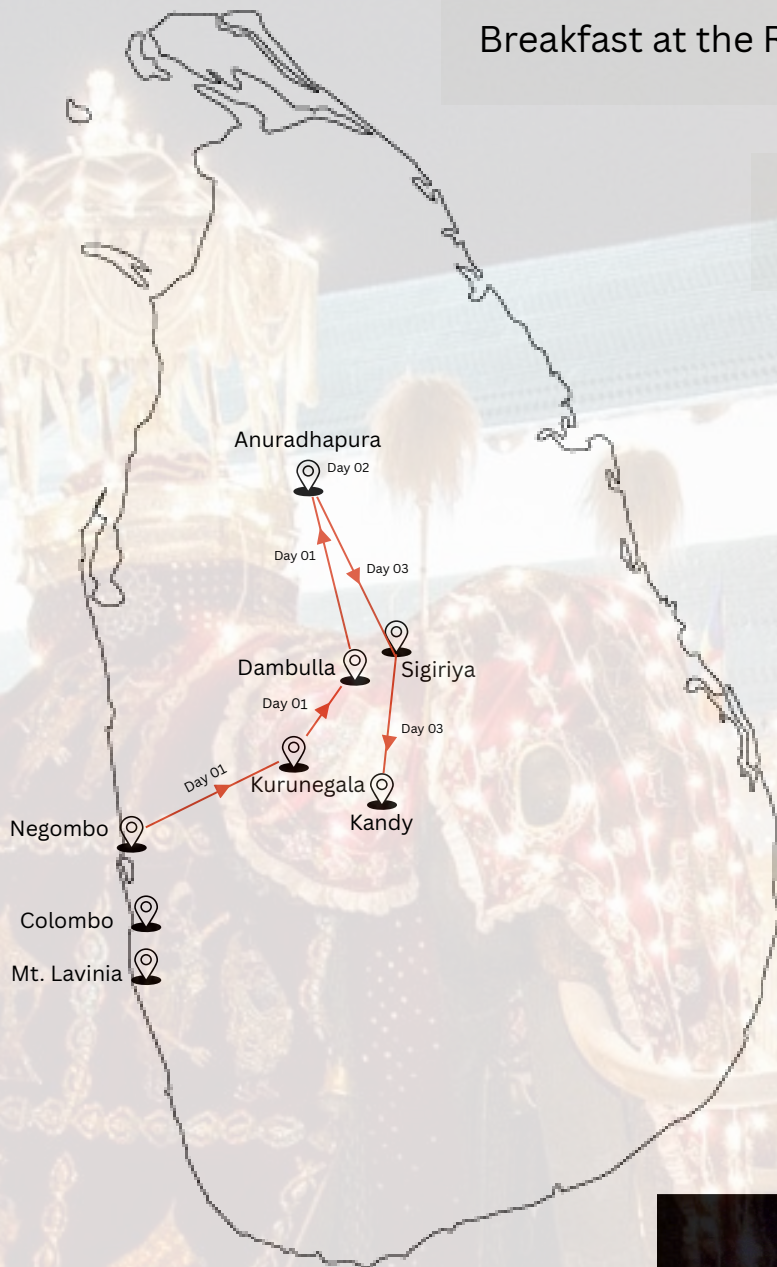 Breakfast at the
Anuradhapura
Day 02
Day 01
Day 03
Dambulla
Sigiriya
Day 01
Day 03
Day 01
Kurunegala
Kandy
Negombo
Colombo
Mt. Lavinia